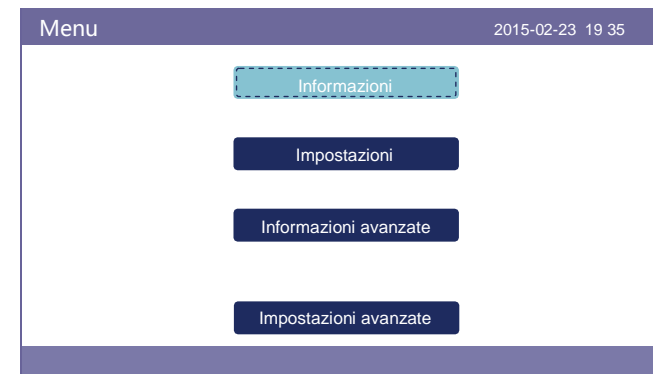 Menu 2015-02-23 19 35
Informazioni
Impostazioni
Informazioni avanzate
Impostazioni avanzate